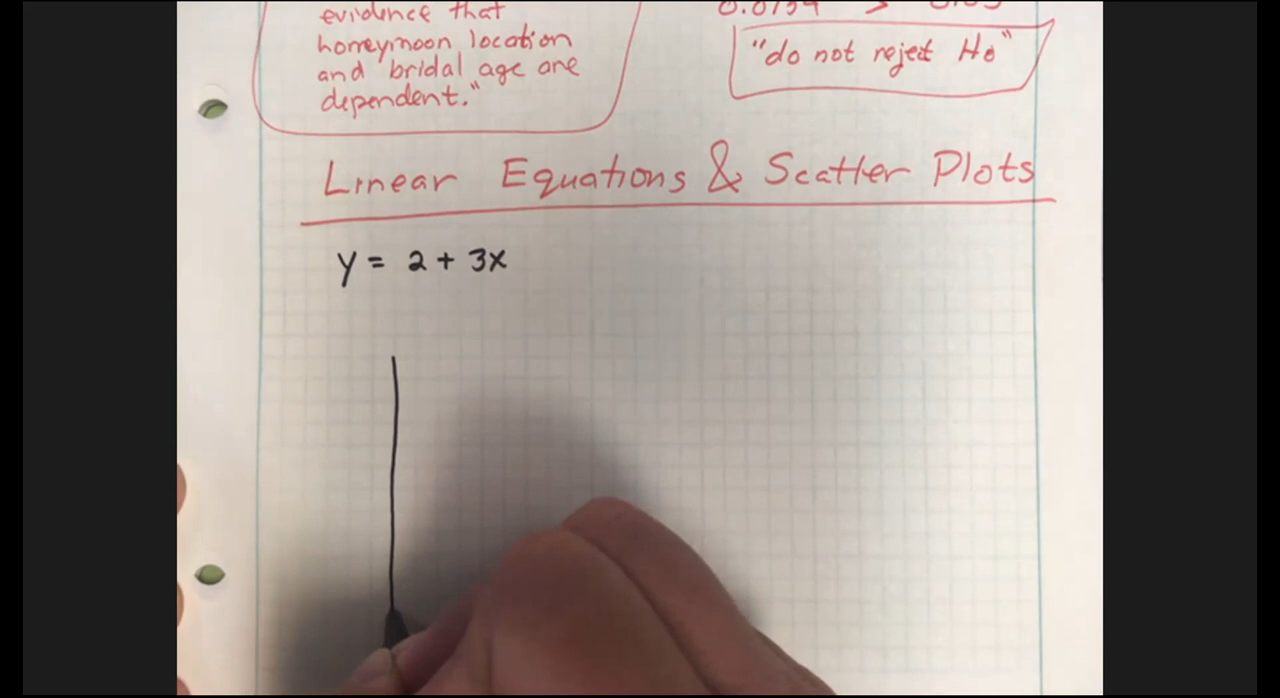 evidence that
honeymoon location
and bridal age are
dependent."
"do not reject Ho"
Linear Equations & Scatter Plots
y = 2 + 3x